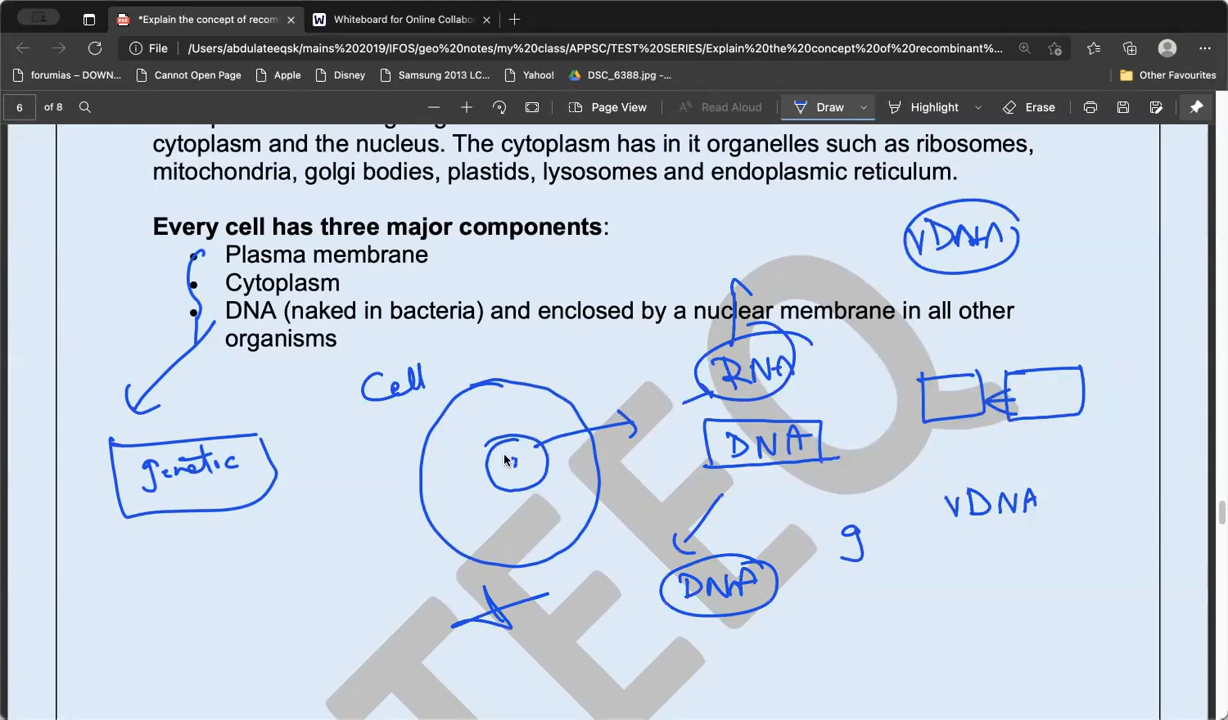 *Explain the concept of recom
Whiteboard for Online Collabo
File /Users/abdulateeqsk/mains%202019/IFOS/geo%20notes/my%20class/APPSC/TEST%20SERIES/Explain%20the%20concept%20of%20recombinant%...
forumias – DOWN... Cannot Open Page Apple Disney Samsung 2013 LC... Yahoo! DSC_6388.jpg -... Other Favourites
6 of 8 Page View Read Aloud Draw Highlight Erase
cytoplasm and the nucleus. The cytoplasm has in it organelles such as ribosomes,
mitochondria, golgi bodies, plastids, lysosomes and endoplasmic reticulum.
Every cell has three major components:
vDNA
• Plasma membrane
• Cytoplasm
• DNA (naked in bacteria) and enclosed by a nuclear membrane in all other
organisms
Cell
RNA
DNA
genetic
vDNA
g
DNA
TEEQ